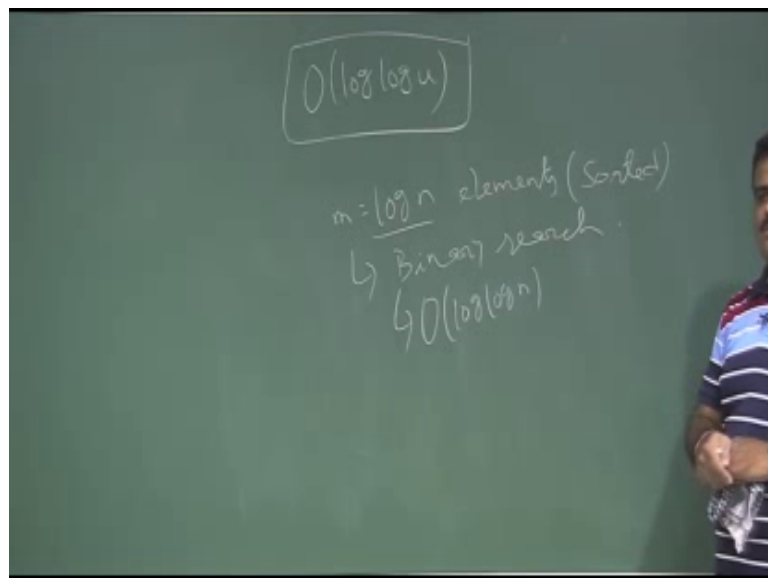 O(log log u)
m = log n elements (Sorted)
↳ Binary search.
↳ O(log log n)